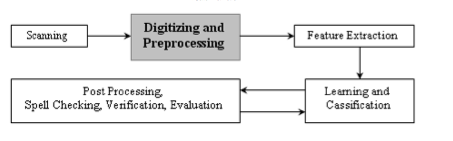 Scanning
Digitizing and
Preprocessing
Feature Extraction
Post Processing,
Spell Checking, Verification, Evaluation
Learning and
Cassification